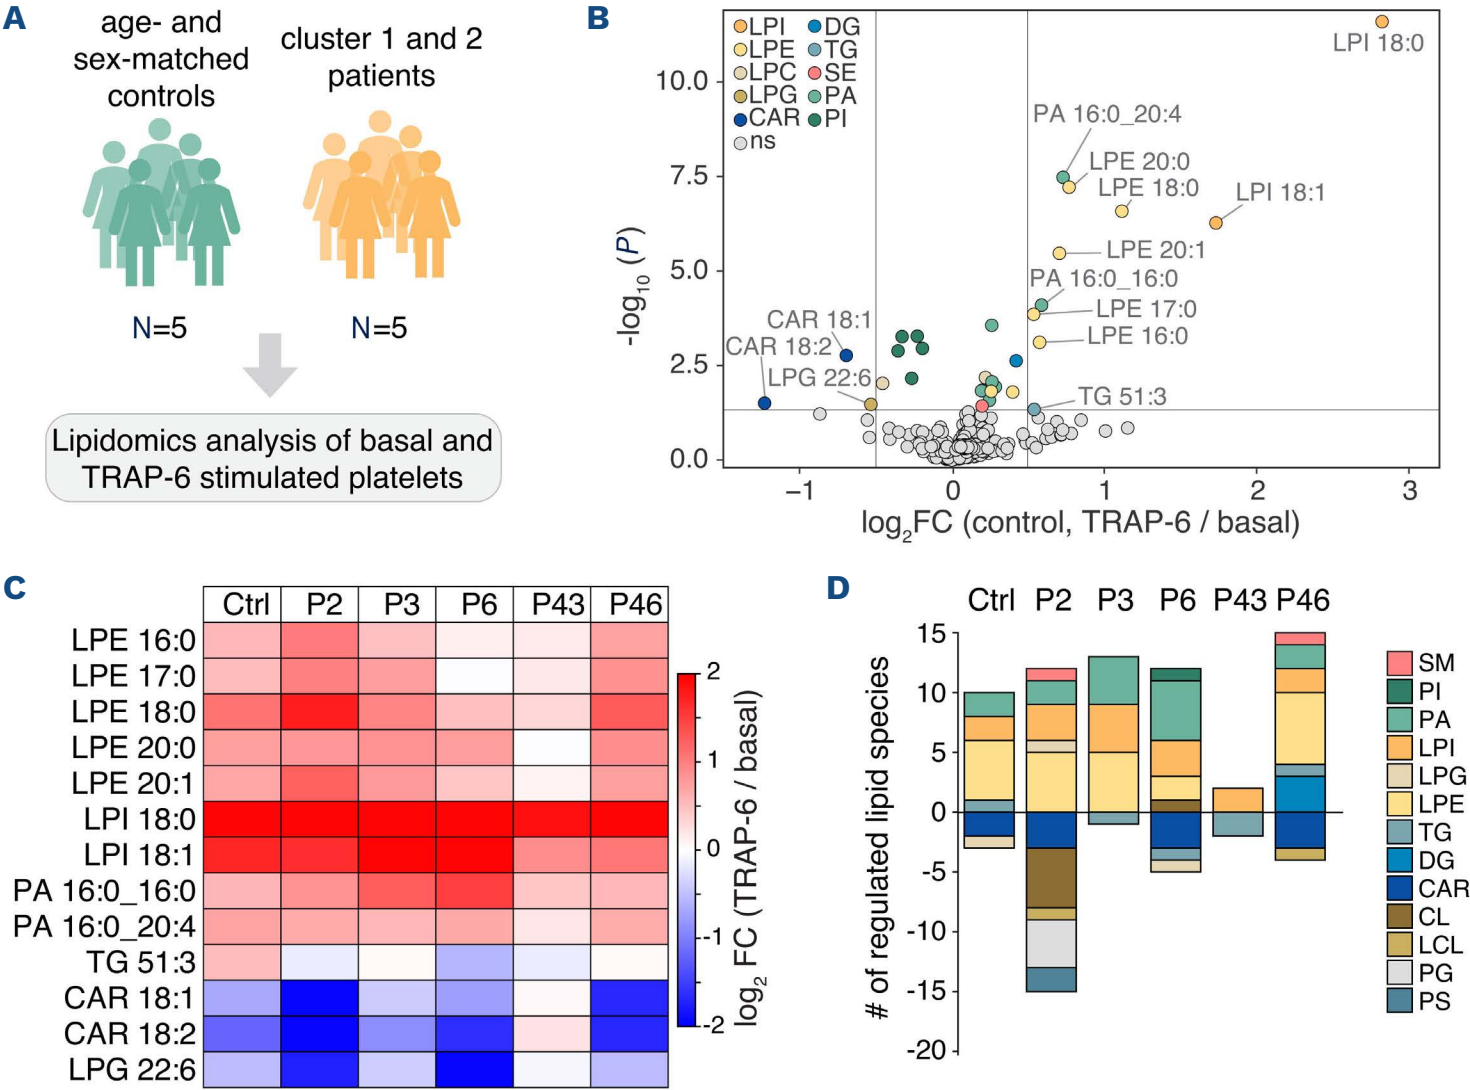 A
age- and
sex-matched
controls
cluster 1 and 2
patients
N=5
N=5
Lipidomics analysis of basal and
TRAP-6 stimulated platelets
B
LPI
LPE
LPC
LPG
CAR
ns
DG
TG
SE
PA
PI
LPI 18:0
PA 16:0_20:4
LPE 20:0
LPE 18:0
LPI 18:1
LPE 20:1
PA 16:0_16:0
LPE 17:0
LPE 16:0
TG 51:3
CAR 18:1
CAR 18:2
LPG 22:6
-log10 (P)
10.0
7.5
5.0
2.5
0.0
−1
0
1
2
3
log2FC (control, TRAP-6 / basal)
C
Ctrl P2 P3 P6 P43 P46
LPE 16:0
LPE 17:0
LPE 18:0
LPE 20:0
LPE 20:1
LPI 18:0
LPI 18:1
PA 16:0_16:0
PA 16:0_20:4
TG 51:3
CAR 18:1
CAR 18:2
LPG 22:6
2
1
0
-1
-2
log2 FC (TRAP-6 / basal)
D
Ctrl P2 P3 P6 P43 P46
# of regulated lipid species
15
10
5
0
-5
-10
-15
-20
SM
PI
PA
LPI
LPG
LPE
TG
DG
CAR
CL
LCL
PG
PS